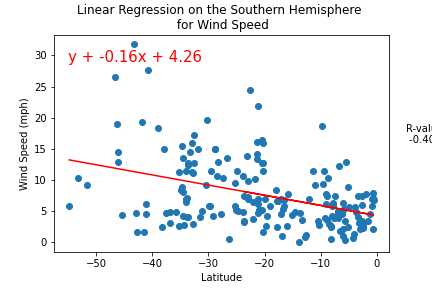 Linear Regression on the Southern Hemisphere
for Wind Speed
y + -0.16x + 4.26
Wind Speed (mph)
30
25
20
15
10
5
0
−50
−40
−30
−20
−10
0
Latitude
R-valu
-0.40